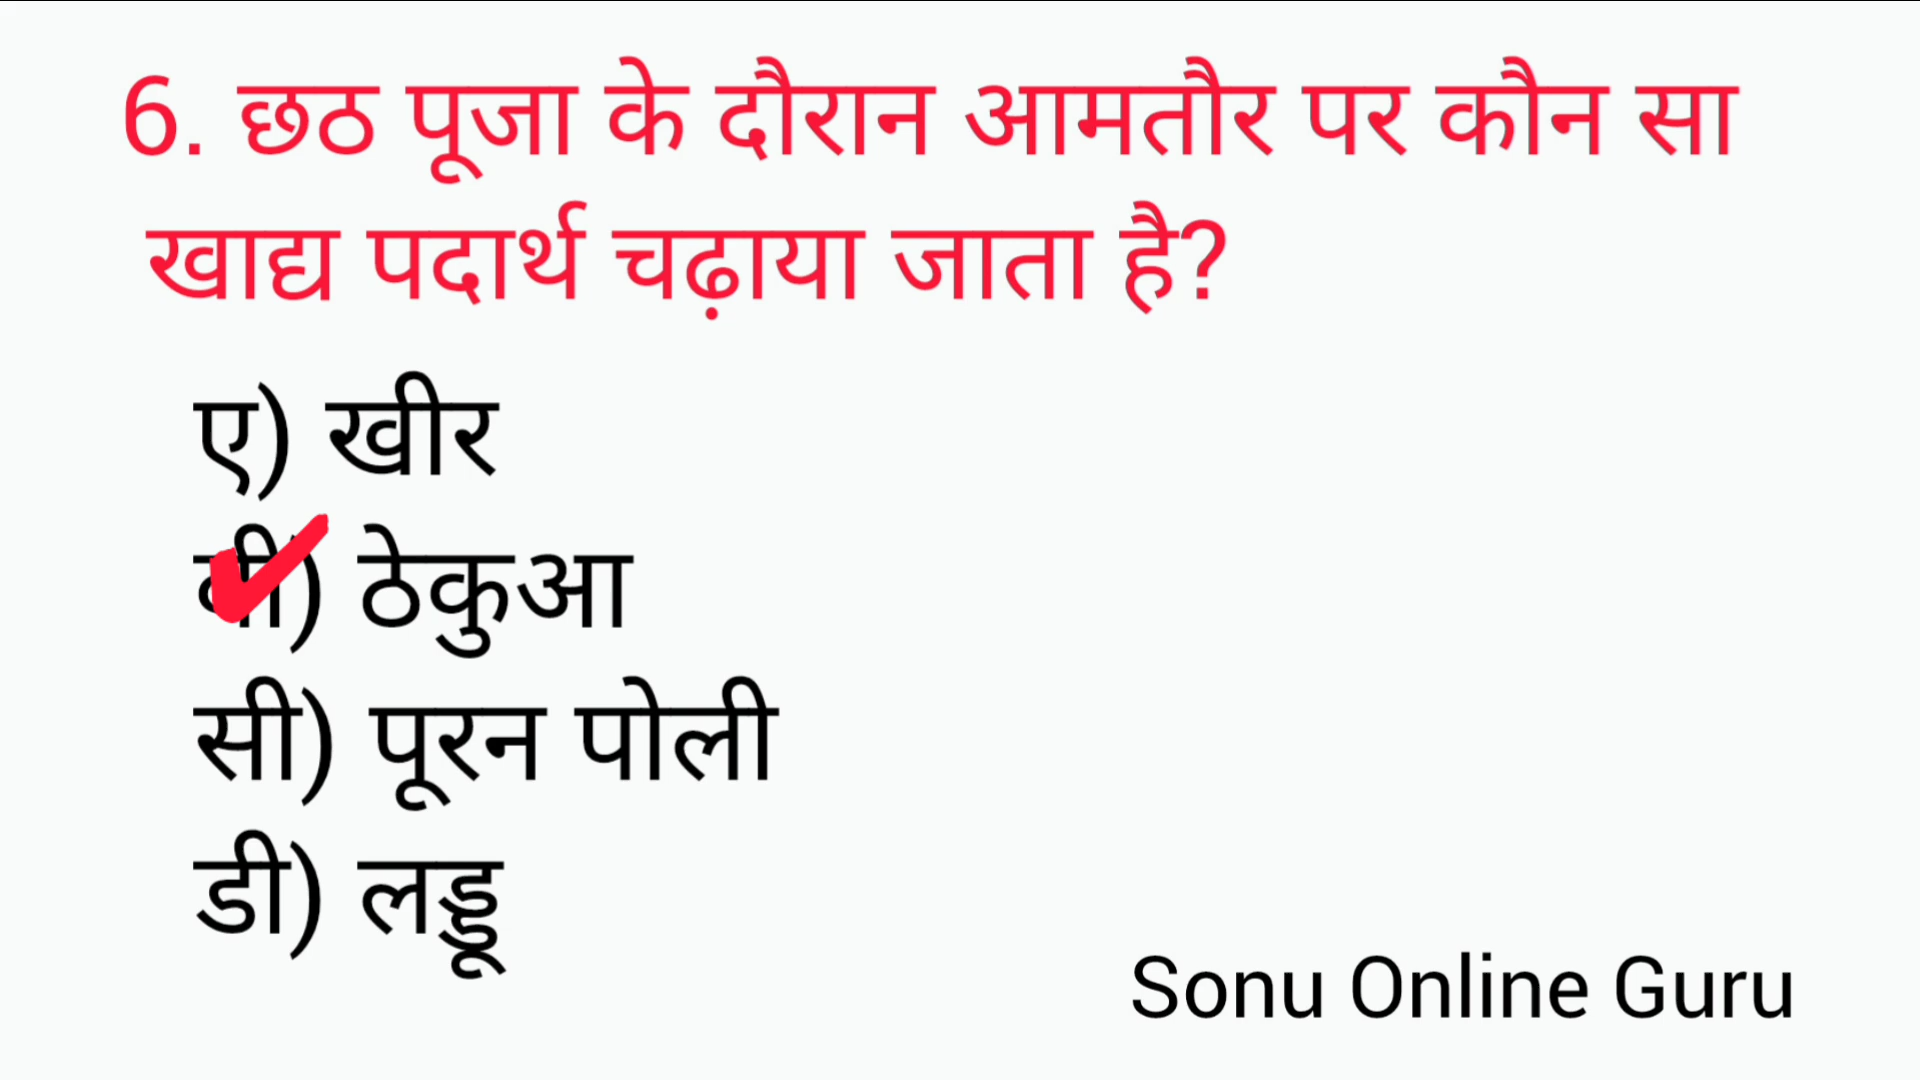 6. छठ पूजा के दौरान आमतौर पर कौन सा
खाद्य पदार्थ चढ़ाया जाता है?
ए) खीर
बी) ठेकुआ
सी) पूरन पोली
डी) लड्डू
Sonu Online Guru